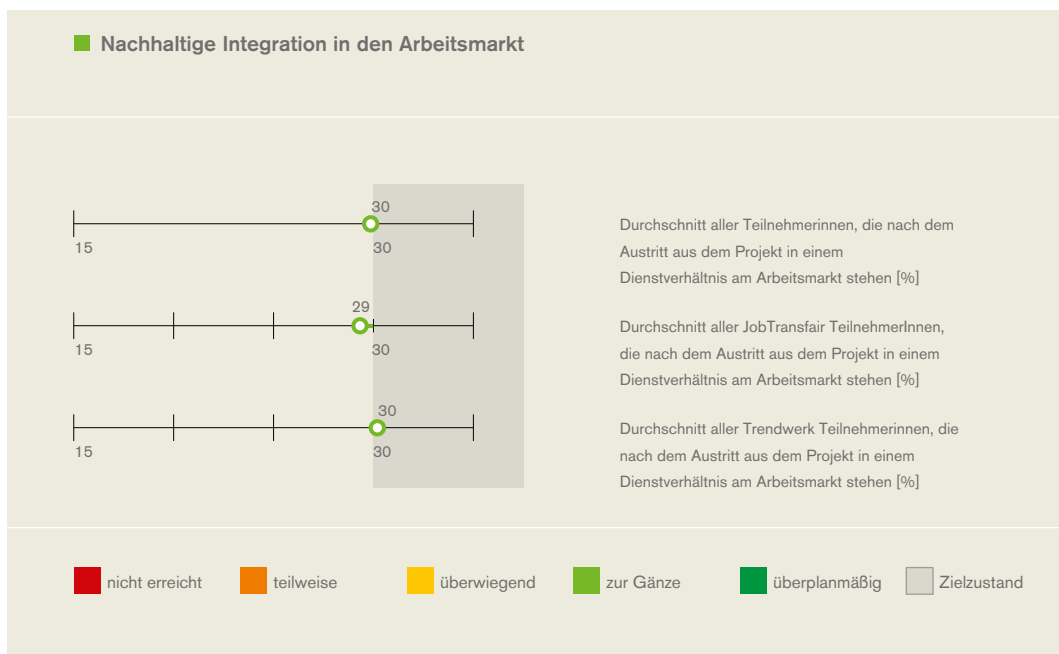 Nachhaltige Integration in den Arbeitsmarkt
30
15
30
Durchschnitt aller Teilnehmerinnen, die nach dem
Austritt aus dem Projekt in einem
Dienstverhältnis am Arbeitsmarkt stehen [%]
29
15
30
Durchschnitt aller JobTransfair TeilnehmerInnen,
die nach dem Austritt aus dem Projekt in einem
Dienstverhältnis am Arbeitsmarkt stehen [%]
30
15
30
Durchschnitt aller Trendwerk Teilnehmerinnen, die
nach dem Austritt aus dem Projekt in einem
Dienstverhältnis am Arbeitsmarkt stehen [%]
nicht erreicht
teilweise
überwiegend
zur Gänze
überplanmäßig
Zielzustand